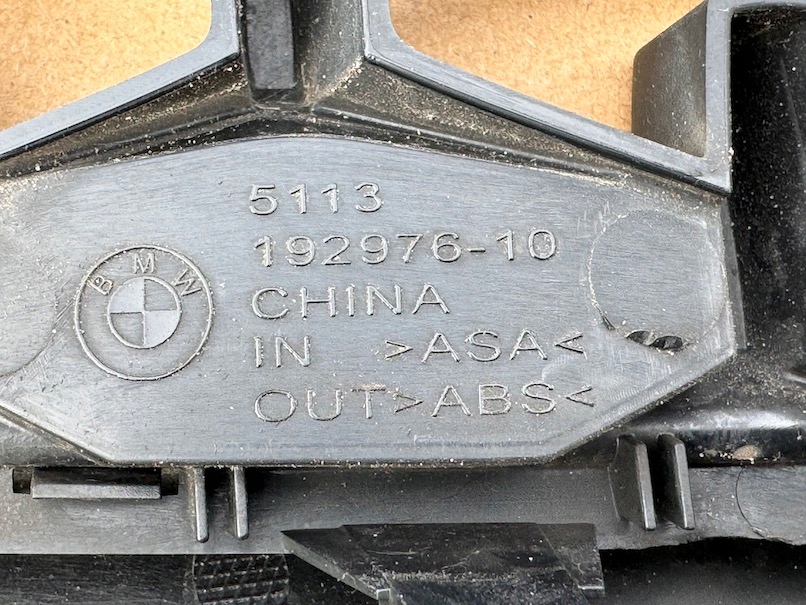 BMW
5113
192976-10
CHINA
IN >ASA<
OUT>ABS<